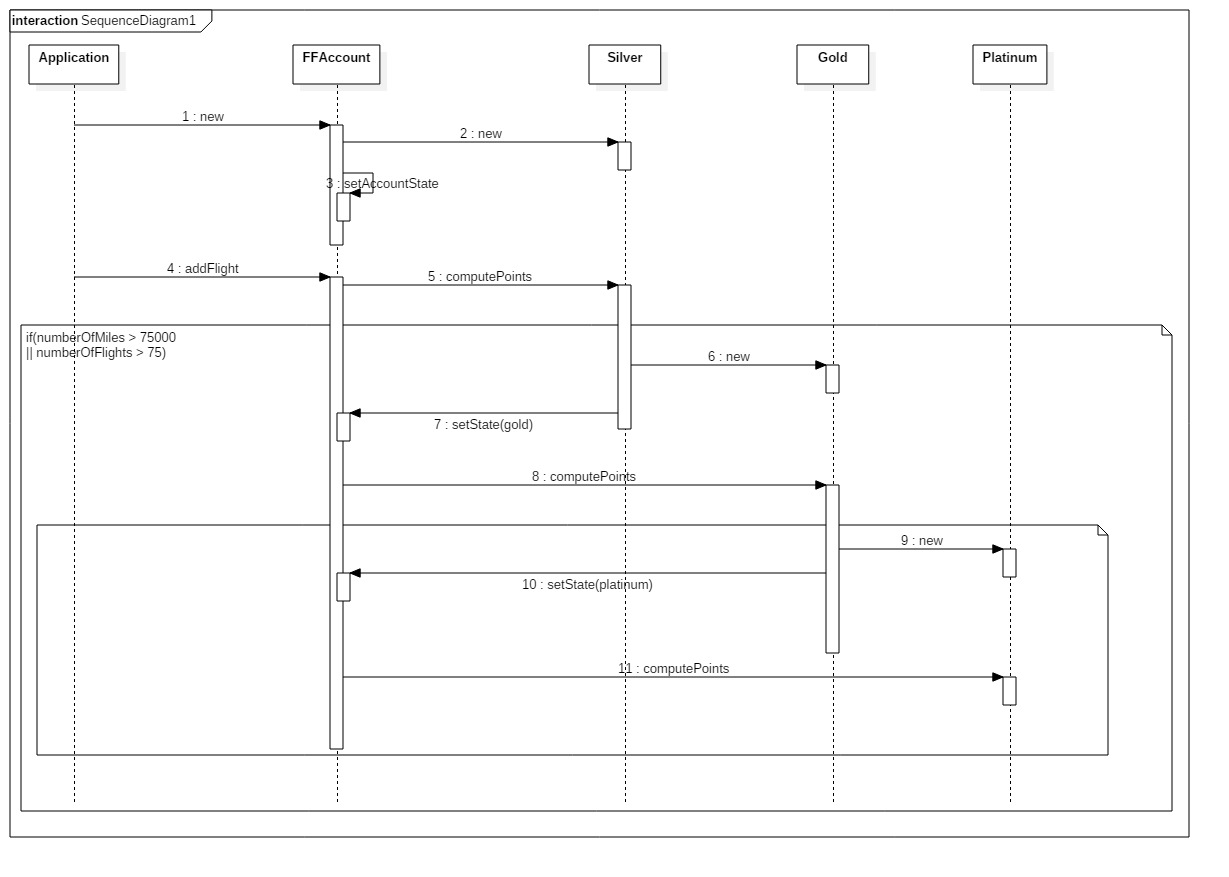 interaction SequenceDiagram1
Application
FFAccount
Silver
Gold
Platinum
1 : new
2 : new
3 : setAccountState
4 : addFlight
5 : computePoints
if(numberOfMiles > 75000
|| numberOfFlights > 75)
6 : new
7 : setState(gold)
8 : computePoints
9 : new
10 : setState(platinum)
11 : computePoints